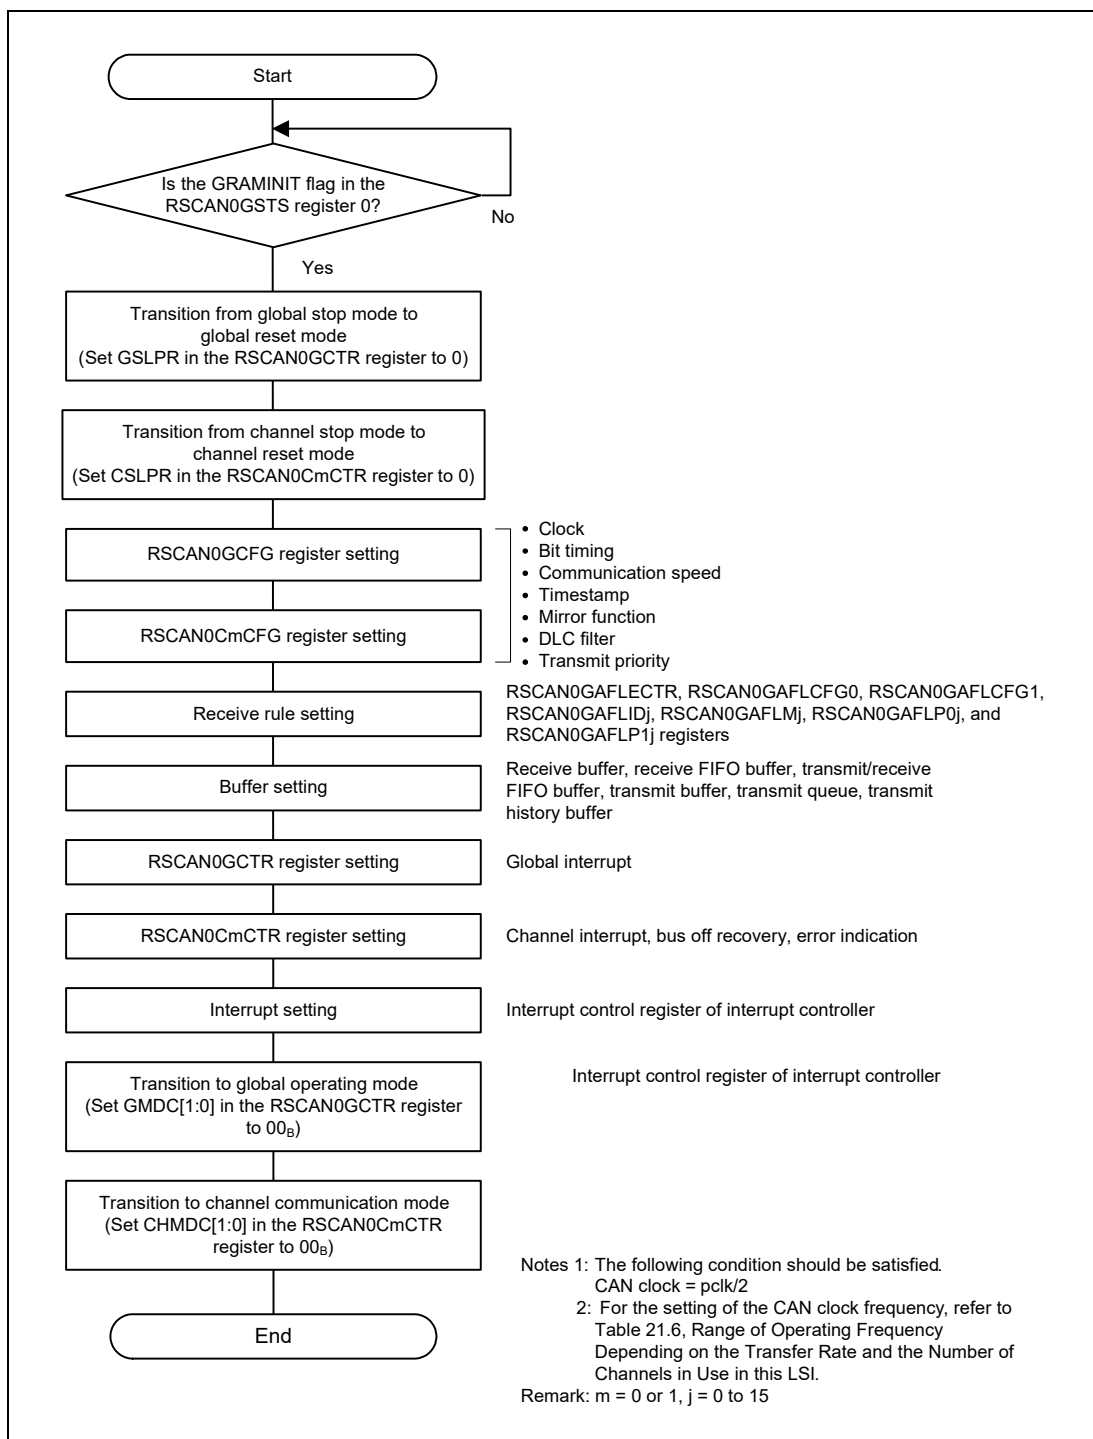 Start
Is the GRAMINIT flag in the
RSCAN0GSTS register 0?
No
Yes
Transition from global stop mode to
global reset mode
(Set GSLPR in the RSCAN0GCTR register to 0)
Transition from channel stop mode to
channel reset mode
(Set CSLPR in the RSCAN0CmCTR register to 0)
RSCAN0GCFG register setting
RSCAN0CmCFG register setting
• Clock
• Bit timing
• Communication speed
• Timestamp
• Mirror function
• DLC filter
• Transmit priority
Receive rule setting
RSCAN0GAFLECTR, RSCAN0GAFLCFG0, RSCAN0GAFLCFG1,
RSCAN0GAFLIDj, RSCAN0GAFLMj, RSCAN0GAFLP0j, and
RSCAN0GAFLP1j registers
Buffer setting
Receive buffer, receive FIFO buffer, transmit/receive
FIFO buffer, transmit buffer, transmit queue, transmit
history buffer
RSCAN0GCTR register setting
Global interrupt
RSCAN0CmCTR register setting
Channel interrupt, bus off recovery, error indication
Interrupt setting
Interrupt control register of interrupt controller
Transition to global operating mode
(Set GMDC[1:0] in the RSCAN0GCTR register
to 00B)
Interrupt control register of interrupt controller
Transition to channel communication mode
(Set CHMDC[1:0] in the RSCAN0CmCTR
register to 00B)
End
Notes 1: The following condition should be satisfied.
CAN clock = pclk/2
2: For the setting of the CAN clock frequency, refer to
Table 21.6, Range of Operating Frequency
Depending on the Transfer Rate and the Number of
Channels in Use in this LSI.
Remark: m = 0 or 1, j = 0 to 15